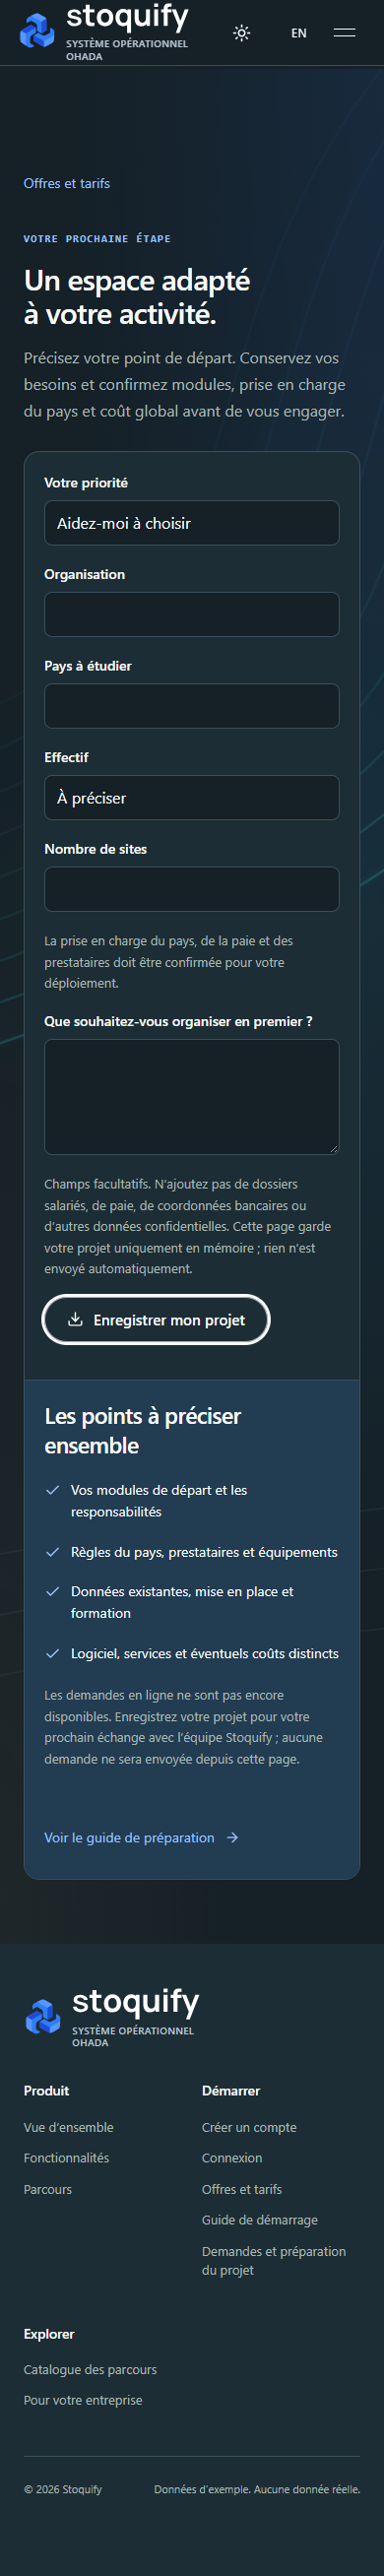 stoquify
SYSTÈME OPÉRATIONNEL
OHADA
EN
Offres et tarifs
VOTRE PROCHAINE ÉTAPE
Un espace adapté
à votre activité.
Précisez votre point de départ. Conservez vos
besoins et confirmez modules, prise en charge
du pays et coût global avant de vous engager.
Votre priorité
Aidez-moi à choisir
Organisation
Pays à étudier
Effectif
À préciser
Nombre de sites
La prise en charge du pays, de la paie et des
prestataires doit être confirmée pour votre
déploiement.
Que souhaitez-vous organiser en premier ?
Champs facultatifs. N'ajoutez pas de dossiers
salariés, de paie, de coordonnées bancaires ou
d'autres données confidentielles. Cette page garde
votre projet uniquement en mémoire ; rien n'est
envoyé automatiquement.
Enregistrer mon projet
Les points à préciser
ensemble
Vos modules de départ et les
responsabilités
Règles du pays, prestataires et équipements
Données existantes, mise en place et
formation
Logiciel, services et éventuels coûts distincts
Les demandes en ligne ne sont pas encore
disponibles. Enregistrez votre projet pour votre
prochain échange avec l'équipe Stoquify ; aucune
demande ne sera envoyée depuis cette page.
Voir le guide de préparation
stoquify
SYSTÈME OPÉRATIONNEL
OHADA
Produit
Vue d'ensemble
Fonctionnalités
Parcours
Démarrer
Créer un compte
Connexion
Offres et tarifs
Guide de démarrage
Demandes et préparation
du projet
Explorer
Catalogue des parcours
Pour votre entreprise
© 2026 Stoquify
Données d'exemple. Aucune donnée réelle.